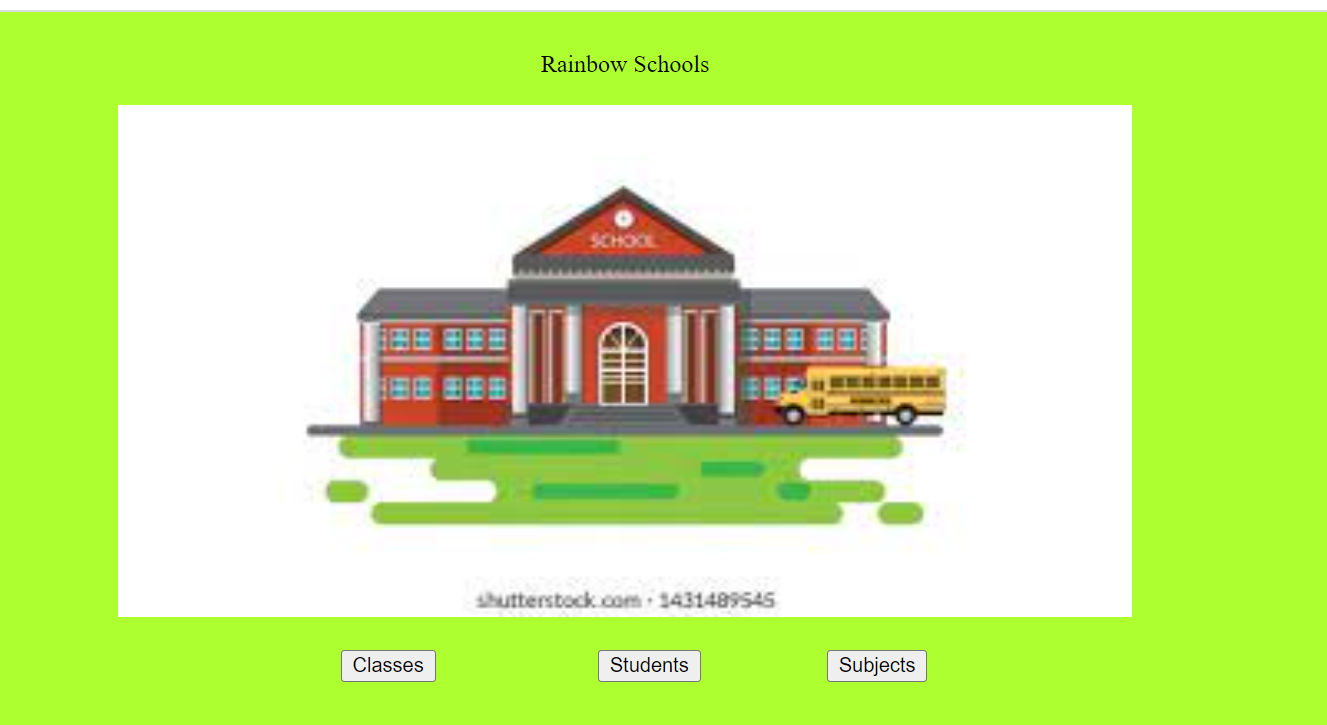 Rainbow Schools
SCHOOL
shutterstock.com · 1431489545
Classes
Students
Subjects